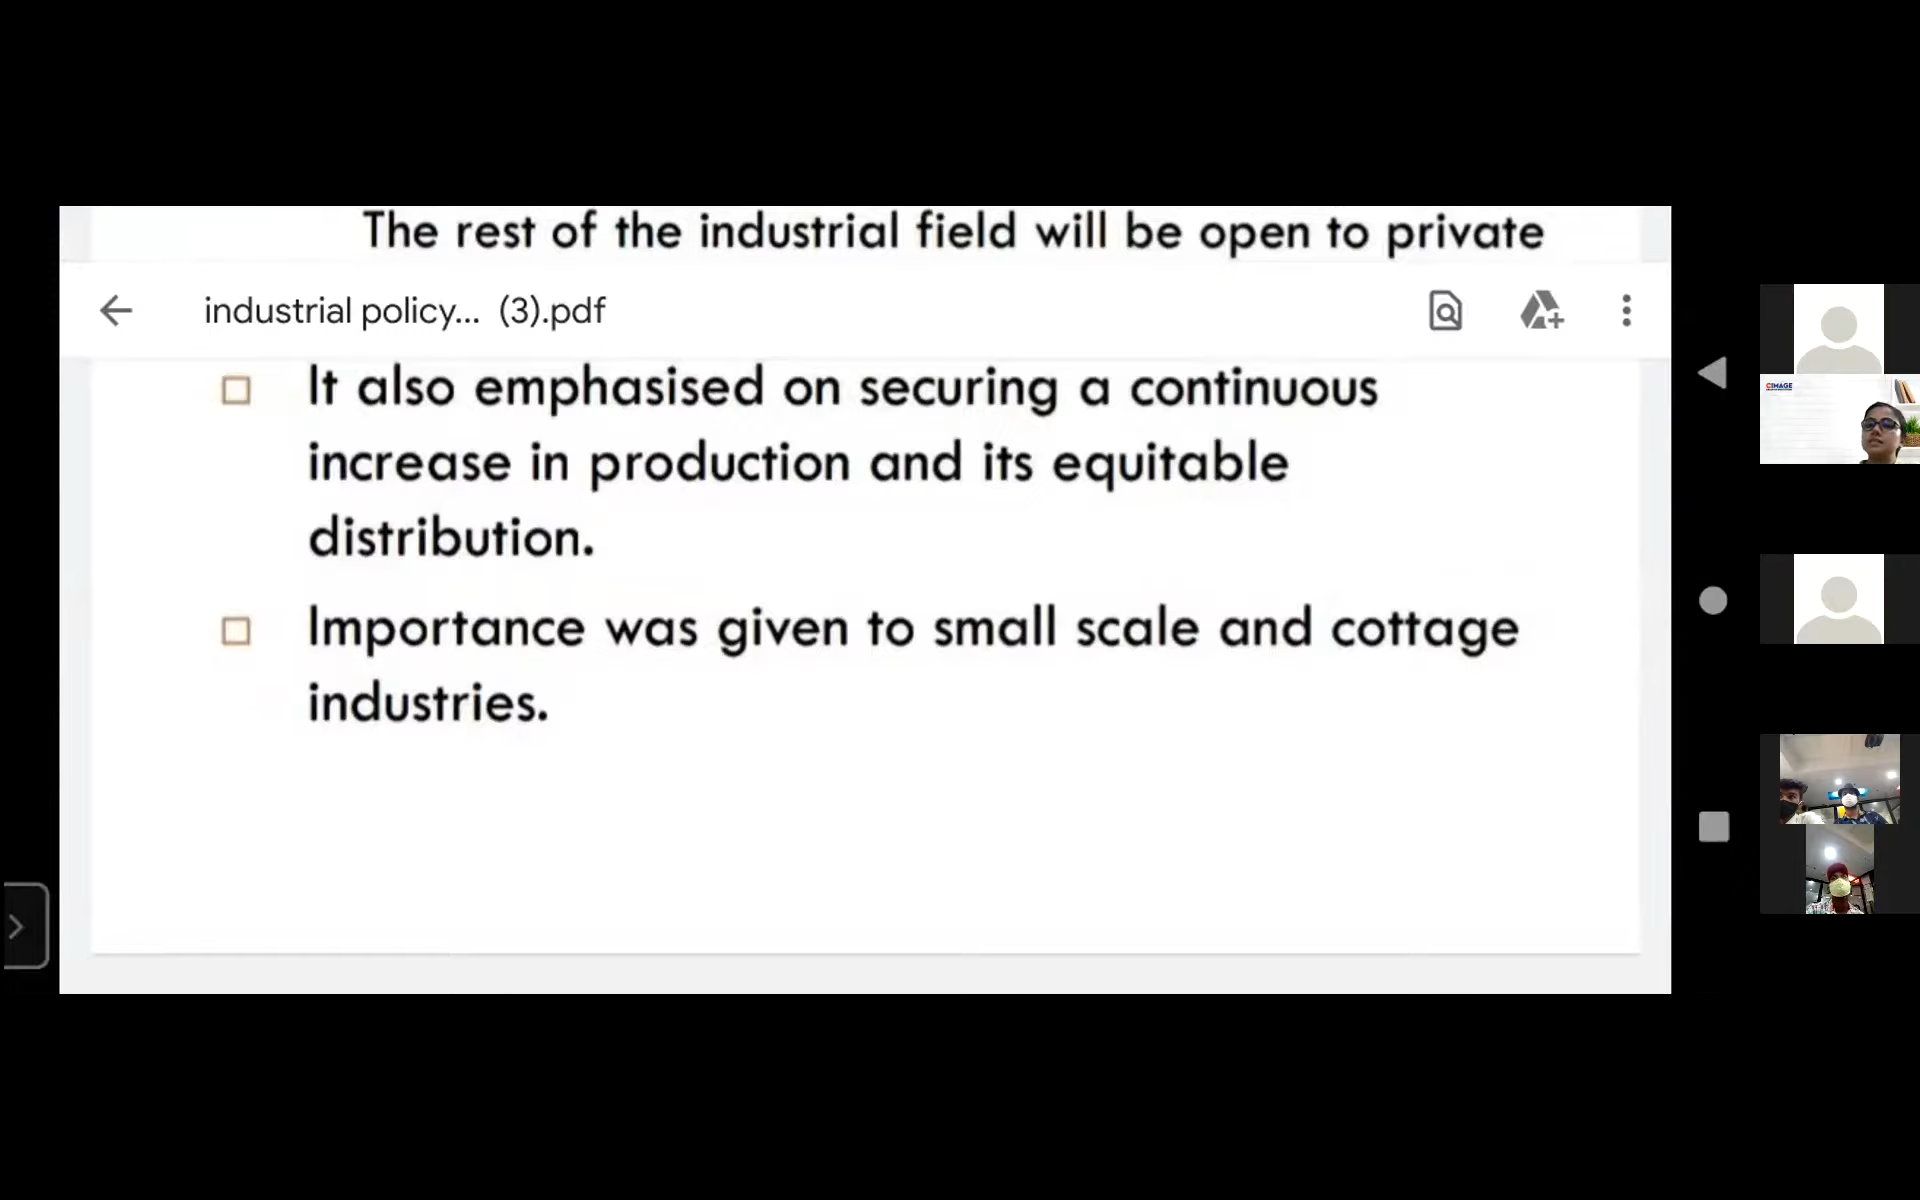 The rest of the industrial field will be open to private
industrial policy... (3).pdf
It also emphasised on securing a continuous
increase in production and its equitable
distribution.
Importance was given to small scale and cottage
industries.
CIMAGE